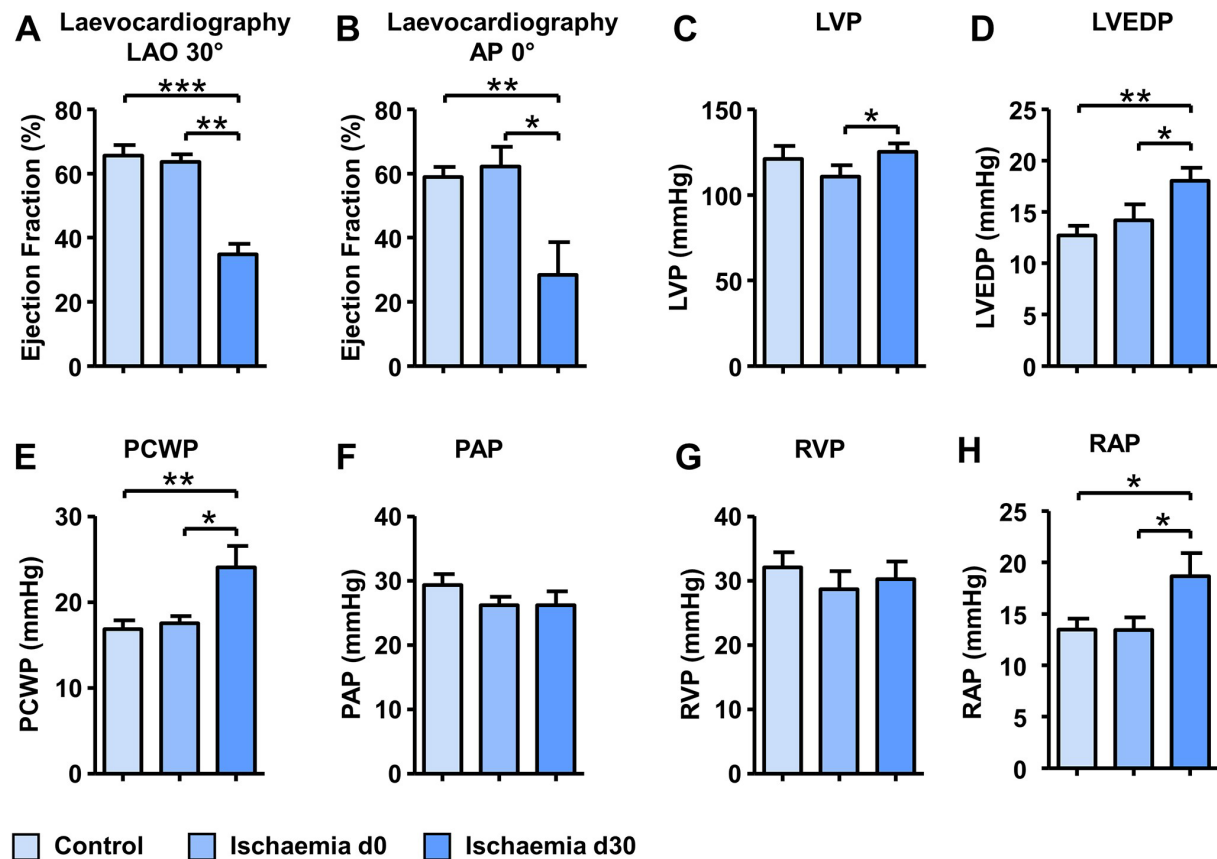 A
Laevocardiography
LAO 30°
B
Laevocardiography
AP 0°
C
LVP
D
LVEDP
Ejection Fraction (%)
80
60
40
20
0
***
**
Ejection Fraction (%)
80
60
40
20
0
**
*
LVP (mmHg)
150
100
50
0
*
LVEDP (mmHg)
25
20
15
10
5
0
**
*
E
PCWP
F
PAP
G
RVP
H
RAP
PCWP (mmHg)
30
20
10
0
**
*
PAP (mmHg)
40
30
20
10
0
RVP (mmHg)
40
30
20
10
0
RAP (mmHg)
25
20
15
10
5
0
*
*
Control
Ischaemia d0
Ischaemia d30